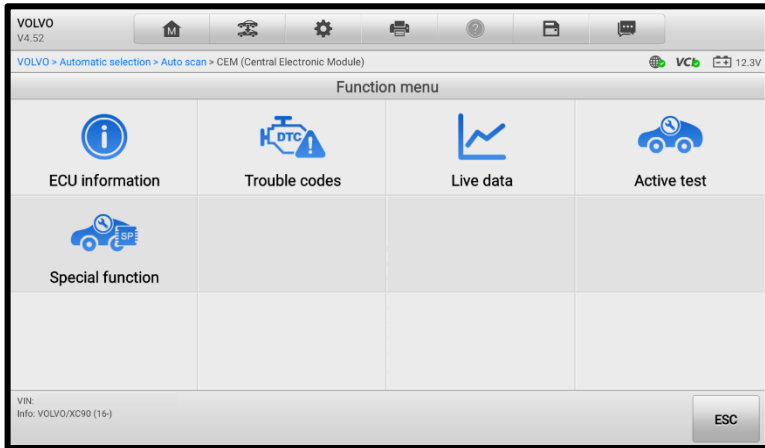 VOLVO
V4.52
M
?
VOLVO > Automatic selection > Auto scan > CEM (Central Electronic Module)
VCI
12.3V
Function menu
i
DTC
ECU information
Trouble codes
Live data
Active test
SP
Special function
VIN:
Info: VOLVO/XC90 (16-)
ESC